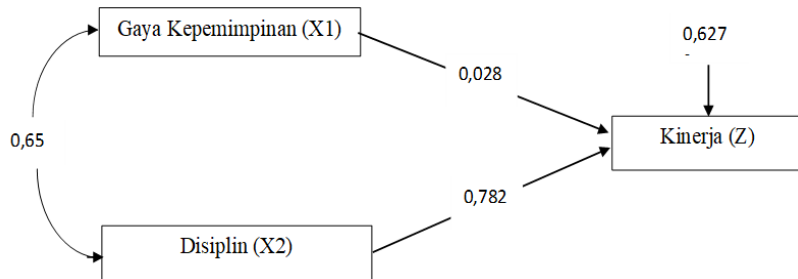 Gaya Kepemimpinan (X1)
0,627
0,028
0,65
Kinerja (Z)
0,782
Disiplin (X2)